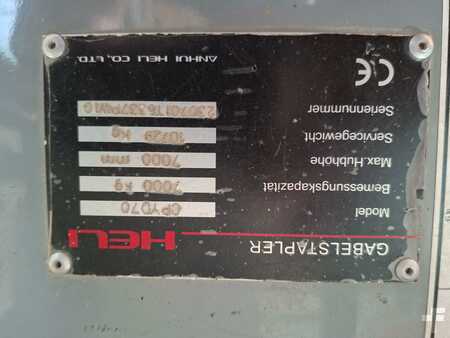 HELI GABELSTAPLER
Model CPYD70
Bemessungskapazität 7000 Kg
Max.Hubhöhe 7000 mm
Servicegewicht 10729 Kg
Seriennummer
CE
ANHUI HELI CO., LTD.